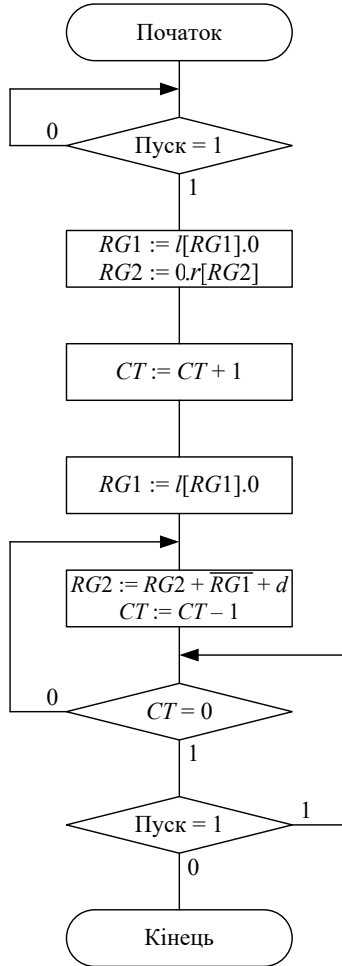 Початок
0
Пуск = 1
1
RG1 := l[RG1].0
RG2 := 0.r[RG2]
CT := CT + 1
RG1 := l[RG1].0
RG2 := RG2 + \overline{RG1} + d
CT := CT – 1
0
CT = 0
1
Пуск = 1
1
0
Кінець